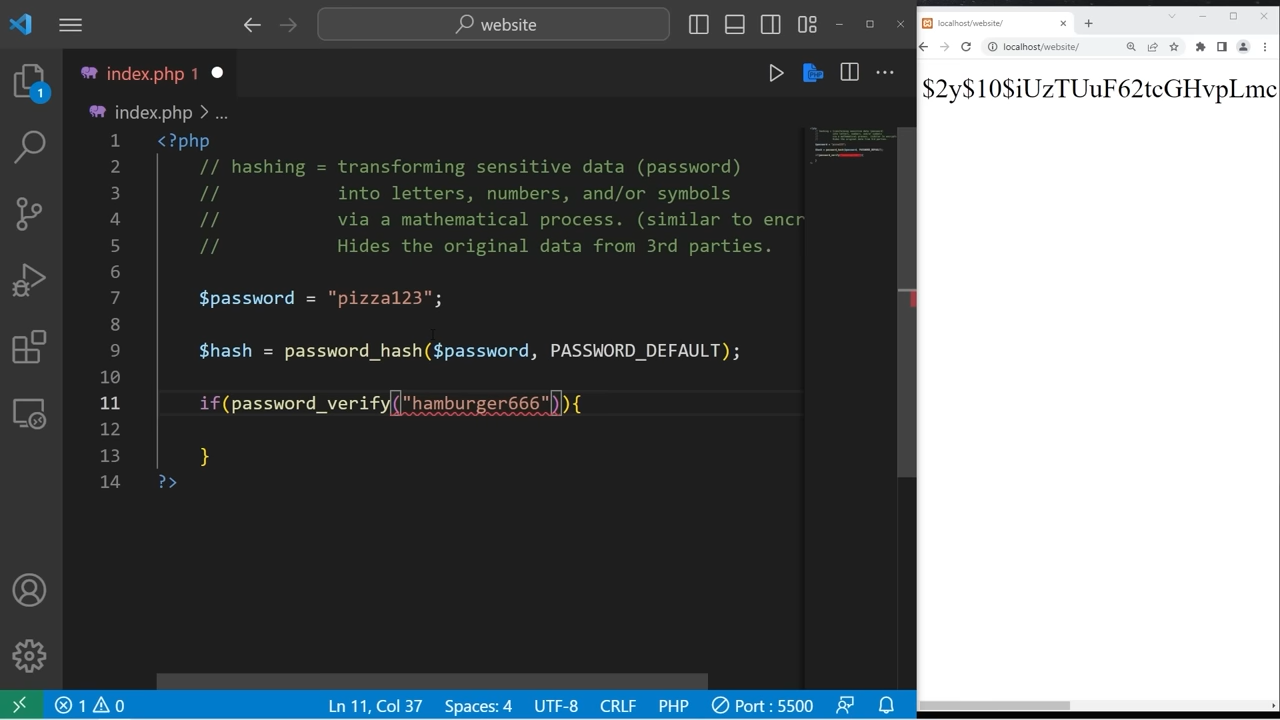 website
index.php 1
index.php > ...
1 <?php
2 // hashing = transforming sensitive data (password)
3 // into letters, numbers, and/or symbols
4 // via a mathematical process. (similar to encr
5 // Hides the original data from 3rd parties.
6
7 $password = "pizza123";
8
9 $hash = password_hash($password, PASSWORD_DEFAULT);
10
11 if(password_verify("hamburger666")){
12
13 }
14 ?>
1
1 0
Ln 11, Col 37 Spaces: 4 UTF-8 CRLF PHP Port : 5500
localhost/website/
localhost/website/
$2y$10$iUzTUuF62tcGHvpLmc